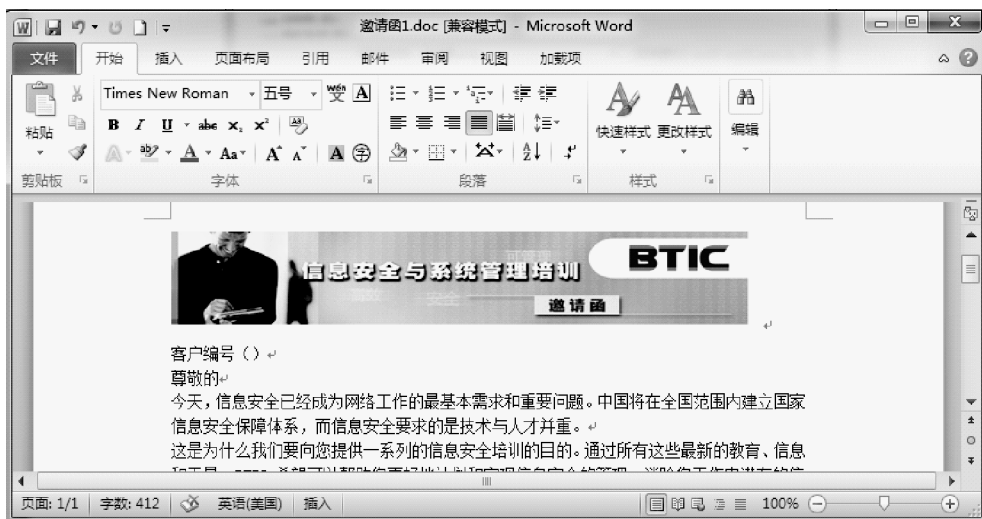 邀请函1.doc [兼容模式] - Microsoft Word
文件 开始 插入 页面布局 引用 邮件 审阅 视图 加载项
Times New Roman 五号 wén 文 A
B I U abc x₂ x² AB
ab A Aa A A A 字
A Z
粘贴 快速样式 更改样式 编辑
剪贴板 字体 段落 样式
信息安全与系统管理培训
BTIC
邀请函
客户编号（）
尊敬的
今天，信息安全已经成为网络工作的最基本需求和重要问题。中国将在全国范围内建立国家
信息安全保障体系，而信息安全要求的是技术与人才并重。
这是为什么我们要向您提供一系列的信息安全培训的目的。通过所有这些最新的教育、信息
页面: 1/1 字数: 412 英语(美国) 插入 100%